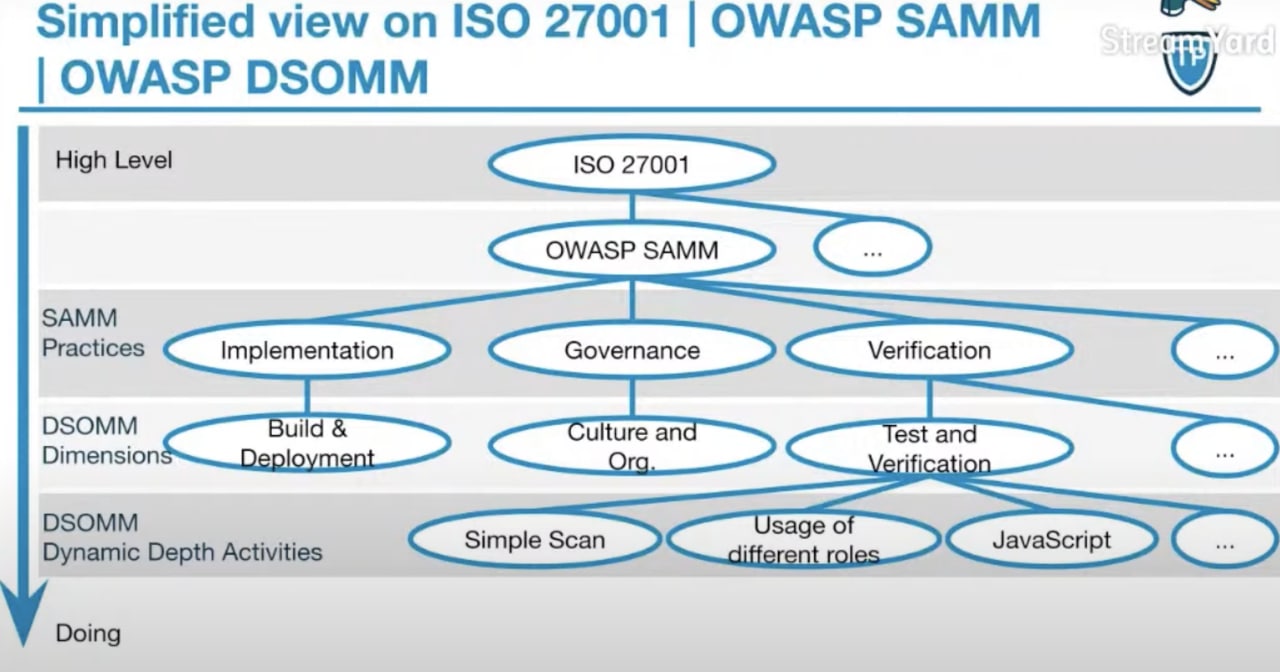 Simplified view on ISO 27001 | OWASP SAMM
| OWASP DSOMM
StreamYard
TP
High Level
ISO 27001
OWASP SAMM
...
SAMM
Practices
Implementation
Governance
Verification
...
DSOMM
Dimensions
Build &
Deployment
Culture and
Org.
Test and
Verification
...
DSOMM
Dynamic Depth Activities
Simple Scan
Usage of
different roles
JavaScript
...
Doing